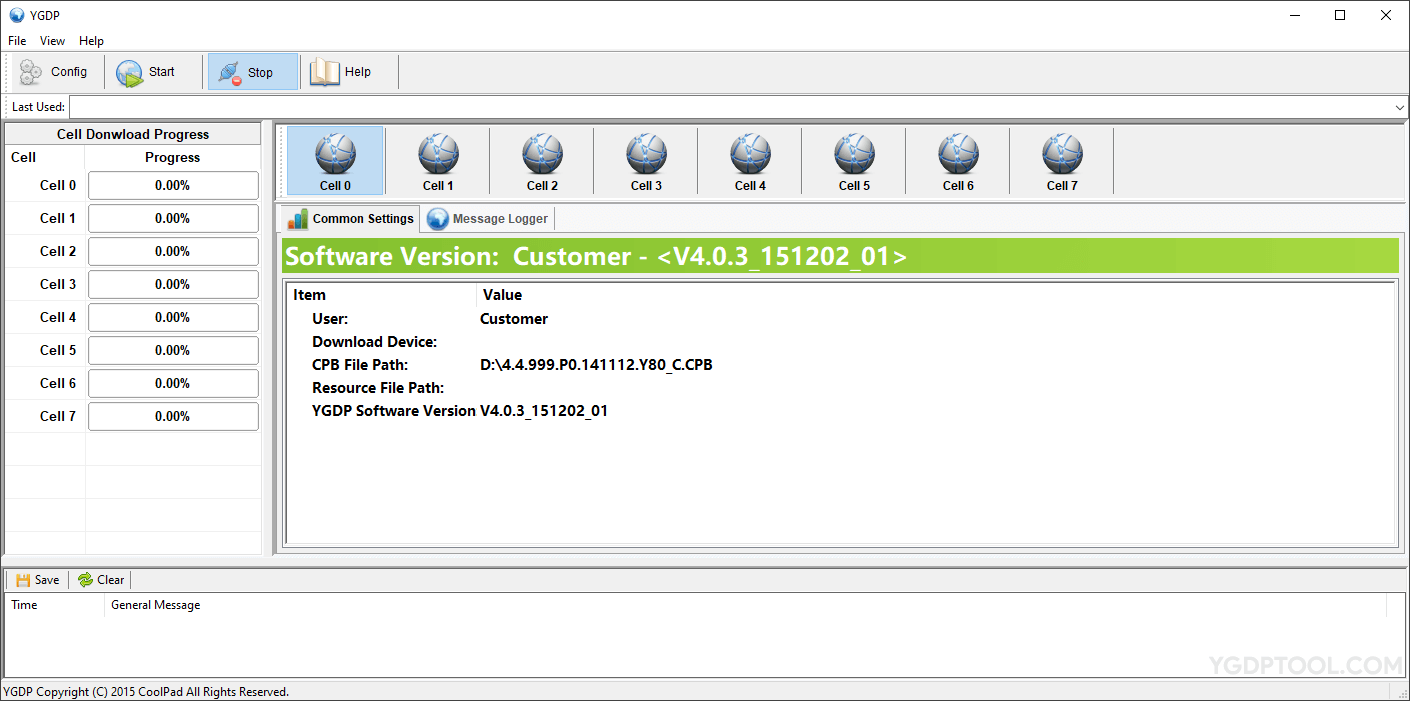 YGDP
File View Help
Config Start Stop Help
Last Used:
Cell Donwload Progress
Cell Progress
Cell 0 0.00%
Cell 1 0.00%
Cell 2 0.00%
Cell 3 0.00%
Cell 4 0.00%
Cell 5 0.00%
Cell 6 0.00%
Cell 7 0.00%
Cell 0 Cell 1 Cell 2 Cell 3 Cell 4 Cell 5 Cell 6 Cell 7
Common Settings Message Logger
Software Version: Customer - <V4.0.3_151202_01>
Item Value
User: Customer
Download Device:
CPB File Path: D:\4.4.999.P0.141112.Y80_C.CPB
Resource File Path:
YGDP Software Version V4.0.3_151202_01
Save Clear
Time General Message
YGDPTOOL.COM
YGDP Copyright (C) 2015 CoolPad All Rights Reserved.